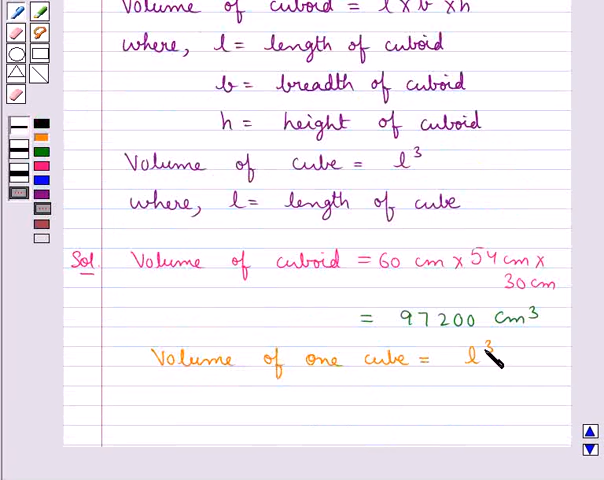 Volume of cuboid = l × b × h
where, l = length of cuboid
b = breadth of cuboid
h = height of cuboid
Volume of cube = l³
where, l = length of cube
Sol. Volume of cuboid = 60 cm × 54 cm ×
30 cm
= 97200 cm³
Volume of one cube = l³